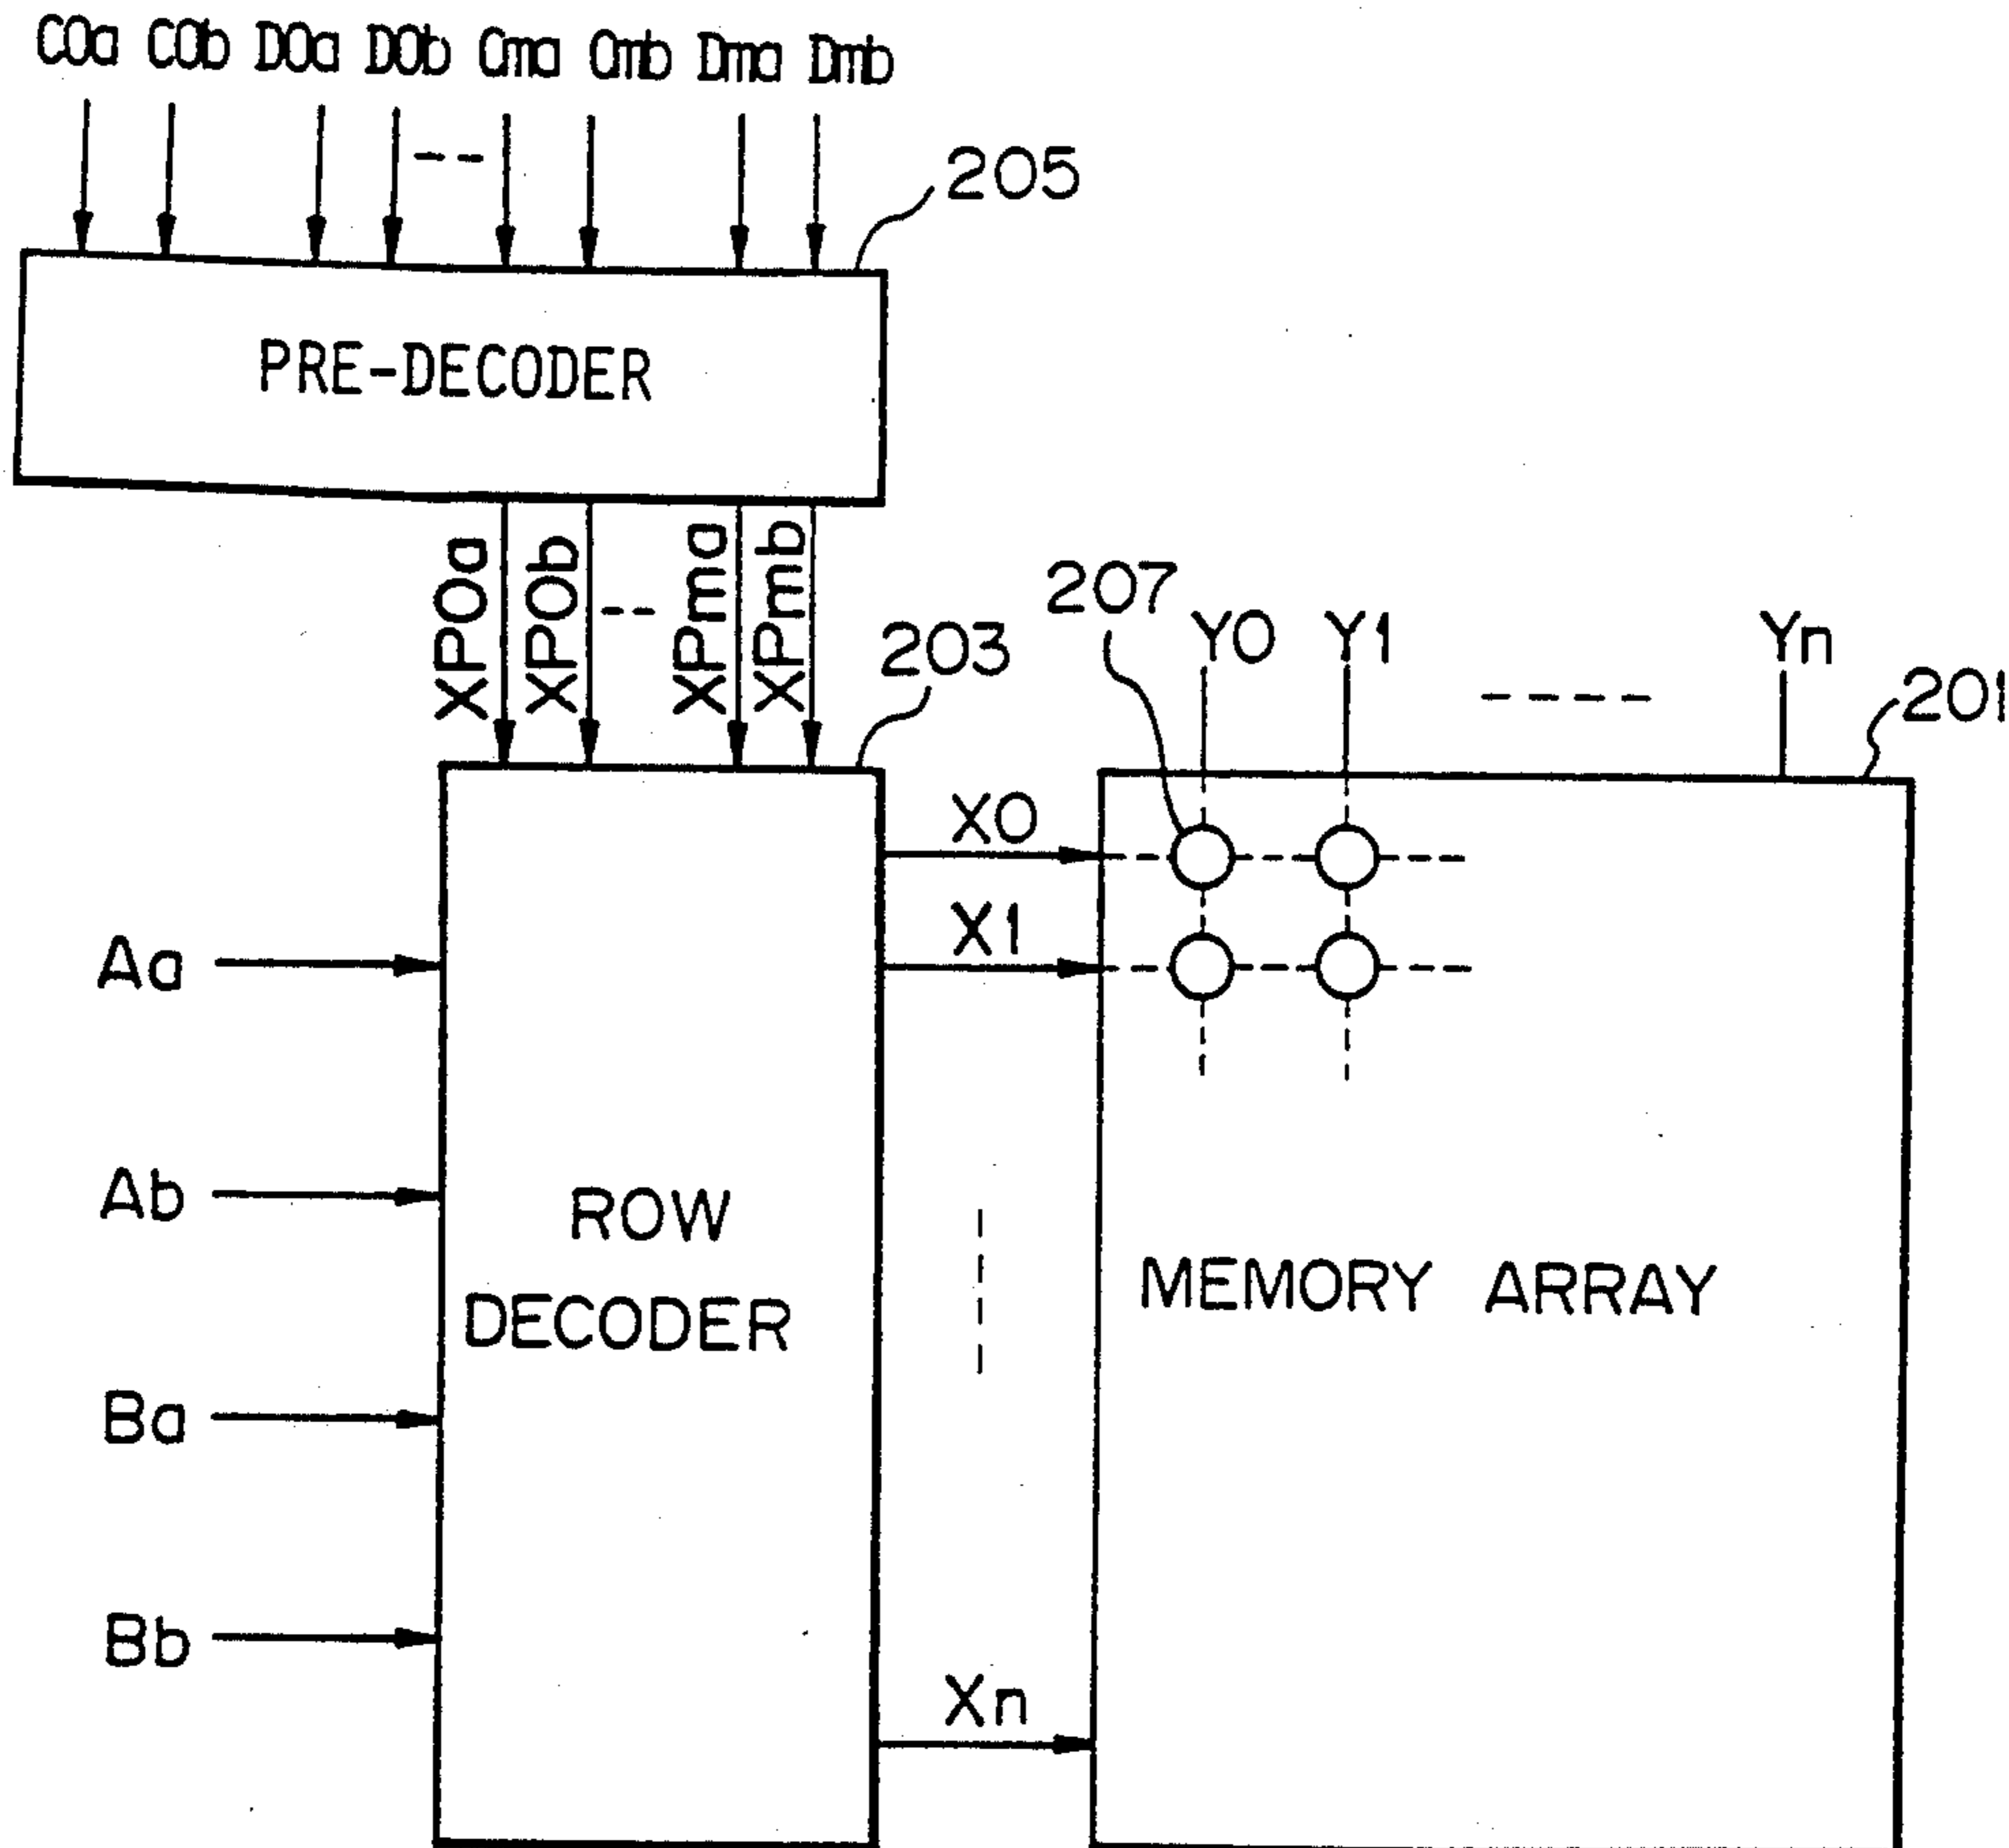 C0a C0b D0a D0b Cma Cmb Dma Dmb
205
PRE-DECODER
XP0a
XP0b
XPma
XPmb
203
207
Y0 Y1 Yn
201
X0
X1
Aa
Ab
Ba
Bb
ROW
DECODER
MEMORY ARRAY
Xn